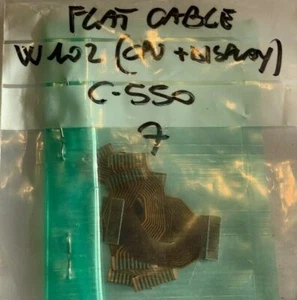 FLAT CABLE
W102 (CN + DISPLAY)
C-550
7